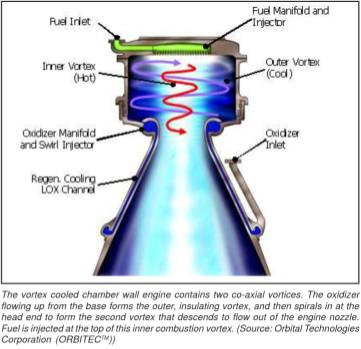 Fuel Inlet
Fuel Manifold and
Injector
Inner Vortex
(Hot)
Outer Vortex
(Cool)
Oxidizer Manifold
and Swirl Injector
Oxidizer
Inlet
Regen. Cooling
LOX Channel
The vortex cooled chamber wall engine contains two co-axial vortices. The oxidizer
flowing up from the base forms the outer, insulating vortex, and then spirals in at the
head end to form the second vortex that descends to flow out of the engine nozzle.
Fuel is injected at the top of this inner combustion vortex. (Source: Orbital Technologies
Corporation (ORBITEC™))